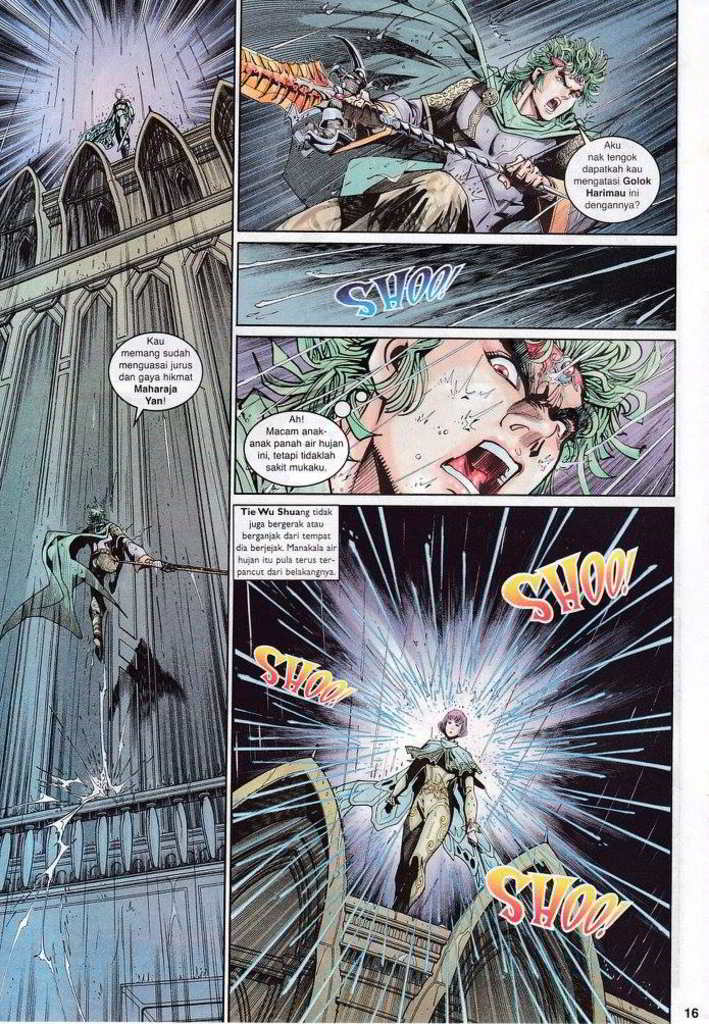 Kau
memang sudah
menguasai jurus
dan gaya hikmat
Maharaja
Yan!
Aku
nak tengok
dapatkah kau
mengatasi Golok
Harimau ini
dengannya?
SHOO!
Ah!
Macam anak-
anak panah air hujan
ini, tetapi tidaklah
sakit mukaku.
Tie Wu Shuang tidak
juga bergerak atau
berganjak dari tempat
dia berjejak. Manakala air
hujan itu pula terus ter-
pancut dari belakangnya.
SHOO!
SHOO!
SHOO!
16